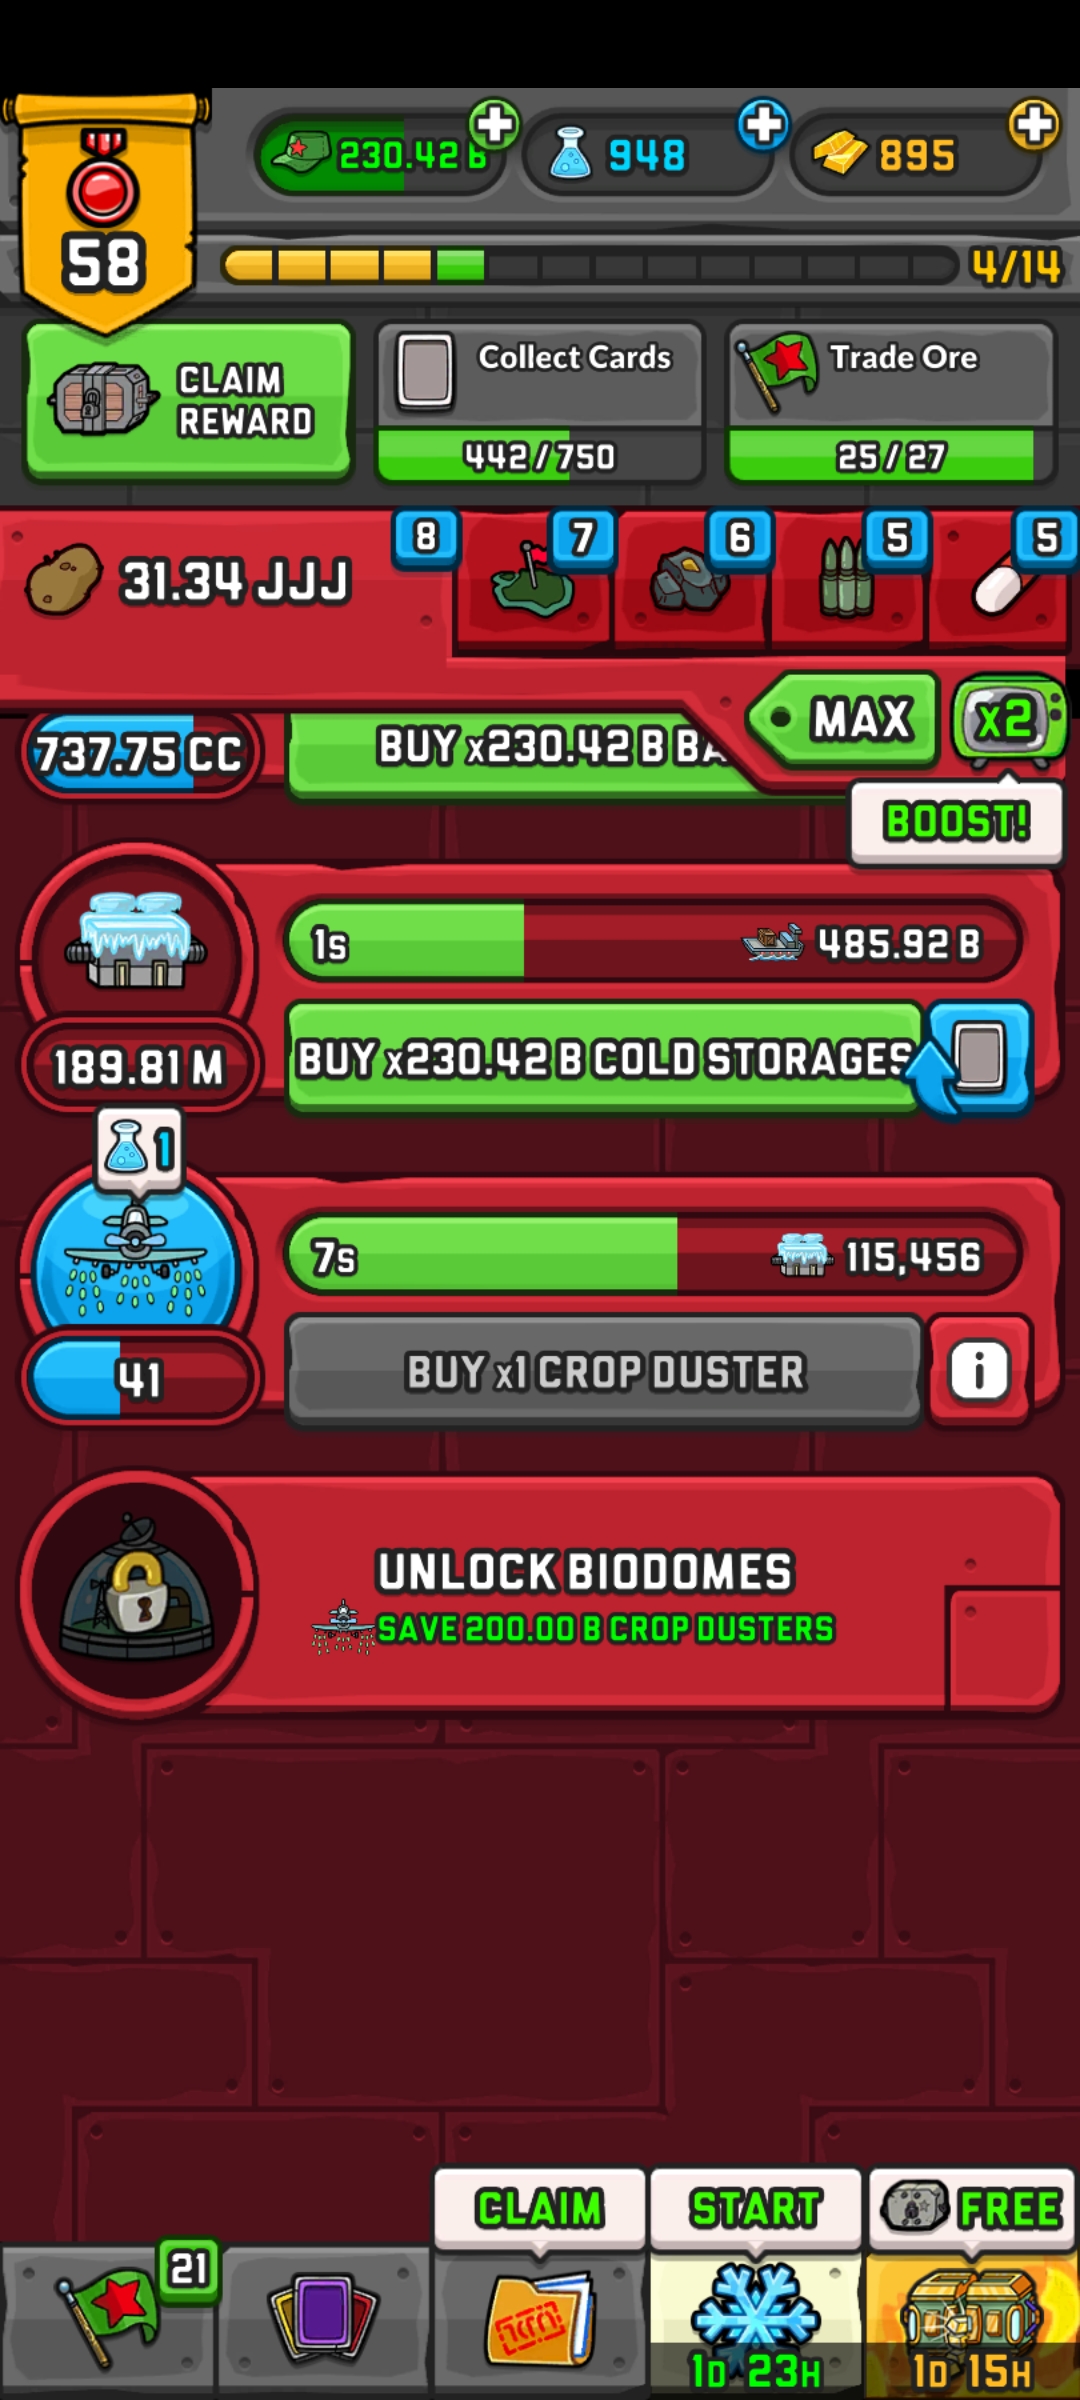 58
230.42 B
948
895
4/14
CLAIM
REWARD
Collect Cards
442/750
Trade Ore
25/27
31.34 JJJ
8
7
6
5
5
MAX
x2
BOOST!
737.75 CC
BUY x230.42 B BA
1s
485.92 B
189.81 M
BUY x230.42 B COLD STORAGES
1
7s
115,456
41
BUY x1 CROP DUSTER
i
UNLOCK BIODOMES
SAVE 200.00 B CROP DUSTERS
CLAIM
START
FREE
21
1D 23H
1D 15H